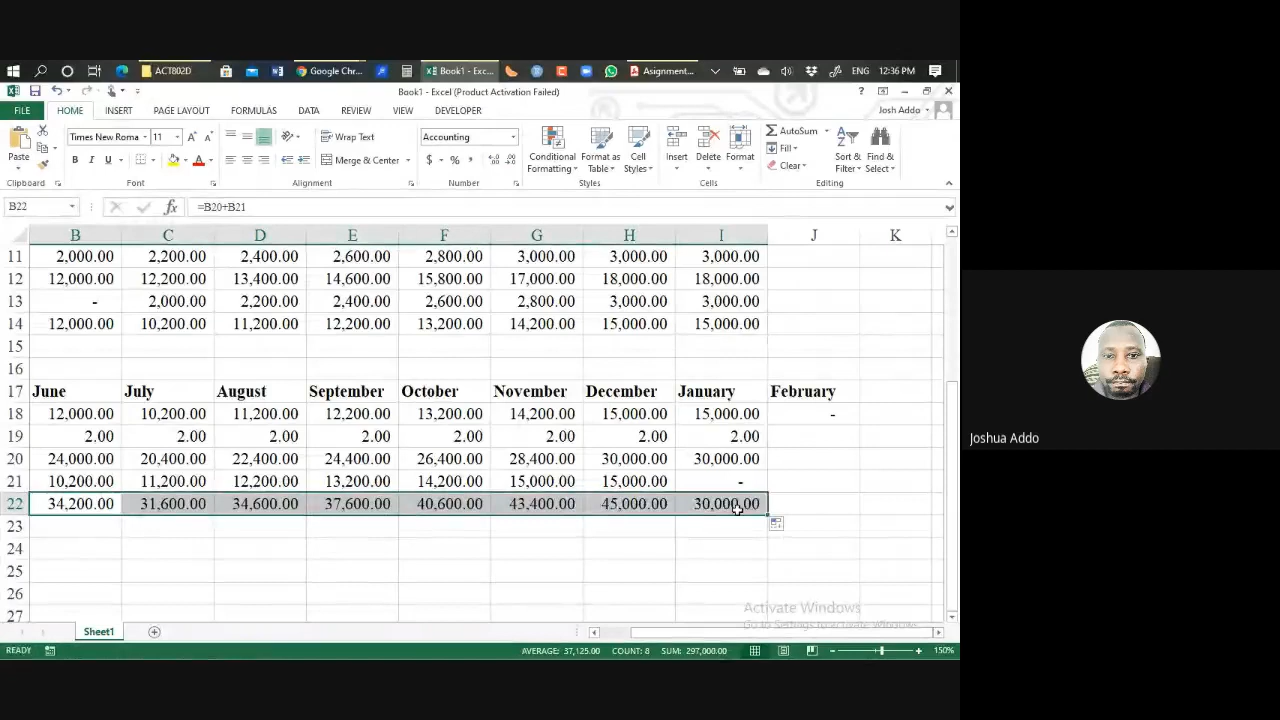 ACT802D
Google Chr...
Book1 - Exc...
Asignment...
ENG
12:36 PM
Book1 - Excel (Product Activation Failed)
?
FILE
HOME
INSERT
PAGE LAYOUT
FORMULAS
DATA
REVIEW
VIEW
DEVELOPER
Josh Addo
Paste
Times New Roma
11
B I U
Wrap Text
Merge & Center
Accounting
$ % ,
Conditional Formatting
Format as Table
Cell Styles
Insert
Delete
Format
AutoSum
Fill
Clear
Sort & Filter
Find & Select
Clipboard
Font
Alignment
Number
Styles
Cells
Editing
B22
fx
=B20+B21
B C D E F G H I J K
11 2,000.00 2,200.00 2,400.00 2,600.00 2,800.00 3,000.00 3,000.00 3,000.00
12 12,000.00 12,200.00 13,400.00 14,600.00 15,800.00 17,000.00 18,000.00 18,000.00
13 - 2,000.00 2,200.00 2,400.00 2,600.00 2,800.00 3,000.00 3,000.00
14 12,000.00 10,200.00 11,200.00 12,200.00 13,200.00 14,200.00 15,000.00 15,000.00
15
16
17 June July August September October November December January February
18 12,000.00 10,200.00 11,200.00 12,200.00 13,200.00 14,200.00 15,000.00 15,000.00 -
19 2.00 2.00 2.00 2.00 2.00 2.00 2.00 2.00
20 24,000.00 20,400.00 22,400.00 24,400.00 26,400.00 28,400.00 30,000.00 30,000.00
21 10,200.00 11,200.00 12,200.00 13,200.00 14,200.00 15,000.00 15,000.00 -
22 34,200.00 31,600.00 34,600.00 37,600.00 40,600.00 43,400.00 45,000.00 30,000.00
23
24
25
26
27
Activate Windows
Go to Settings to activate Windows.
Sheet1
READY
AVERAGE: 37,125.00
COUNT: 8
SUM: 297,000.00
150%
Joshua Addo